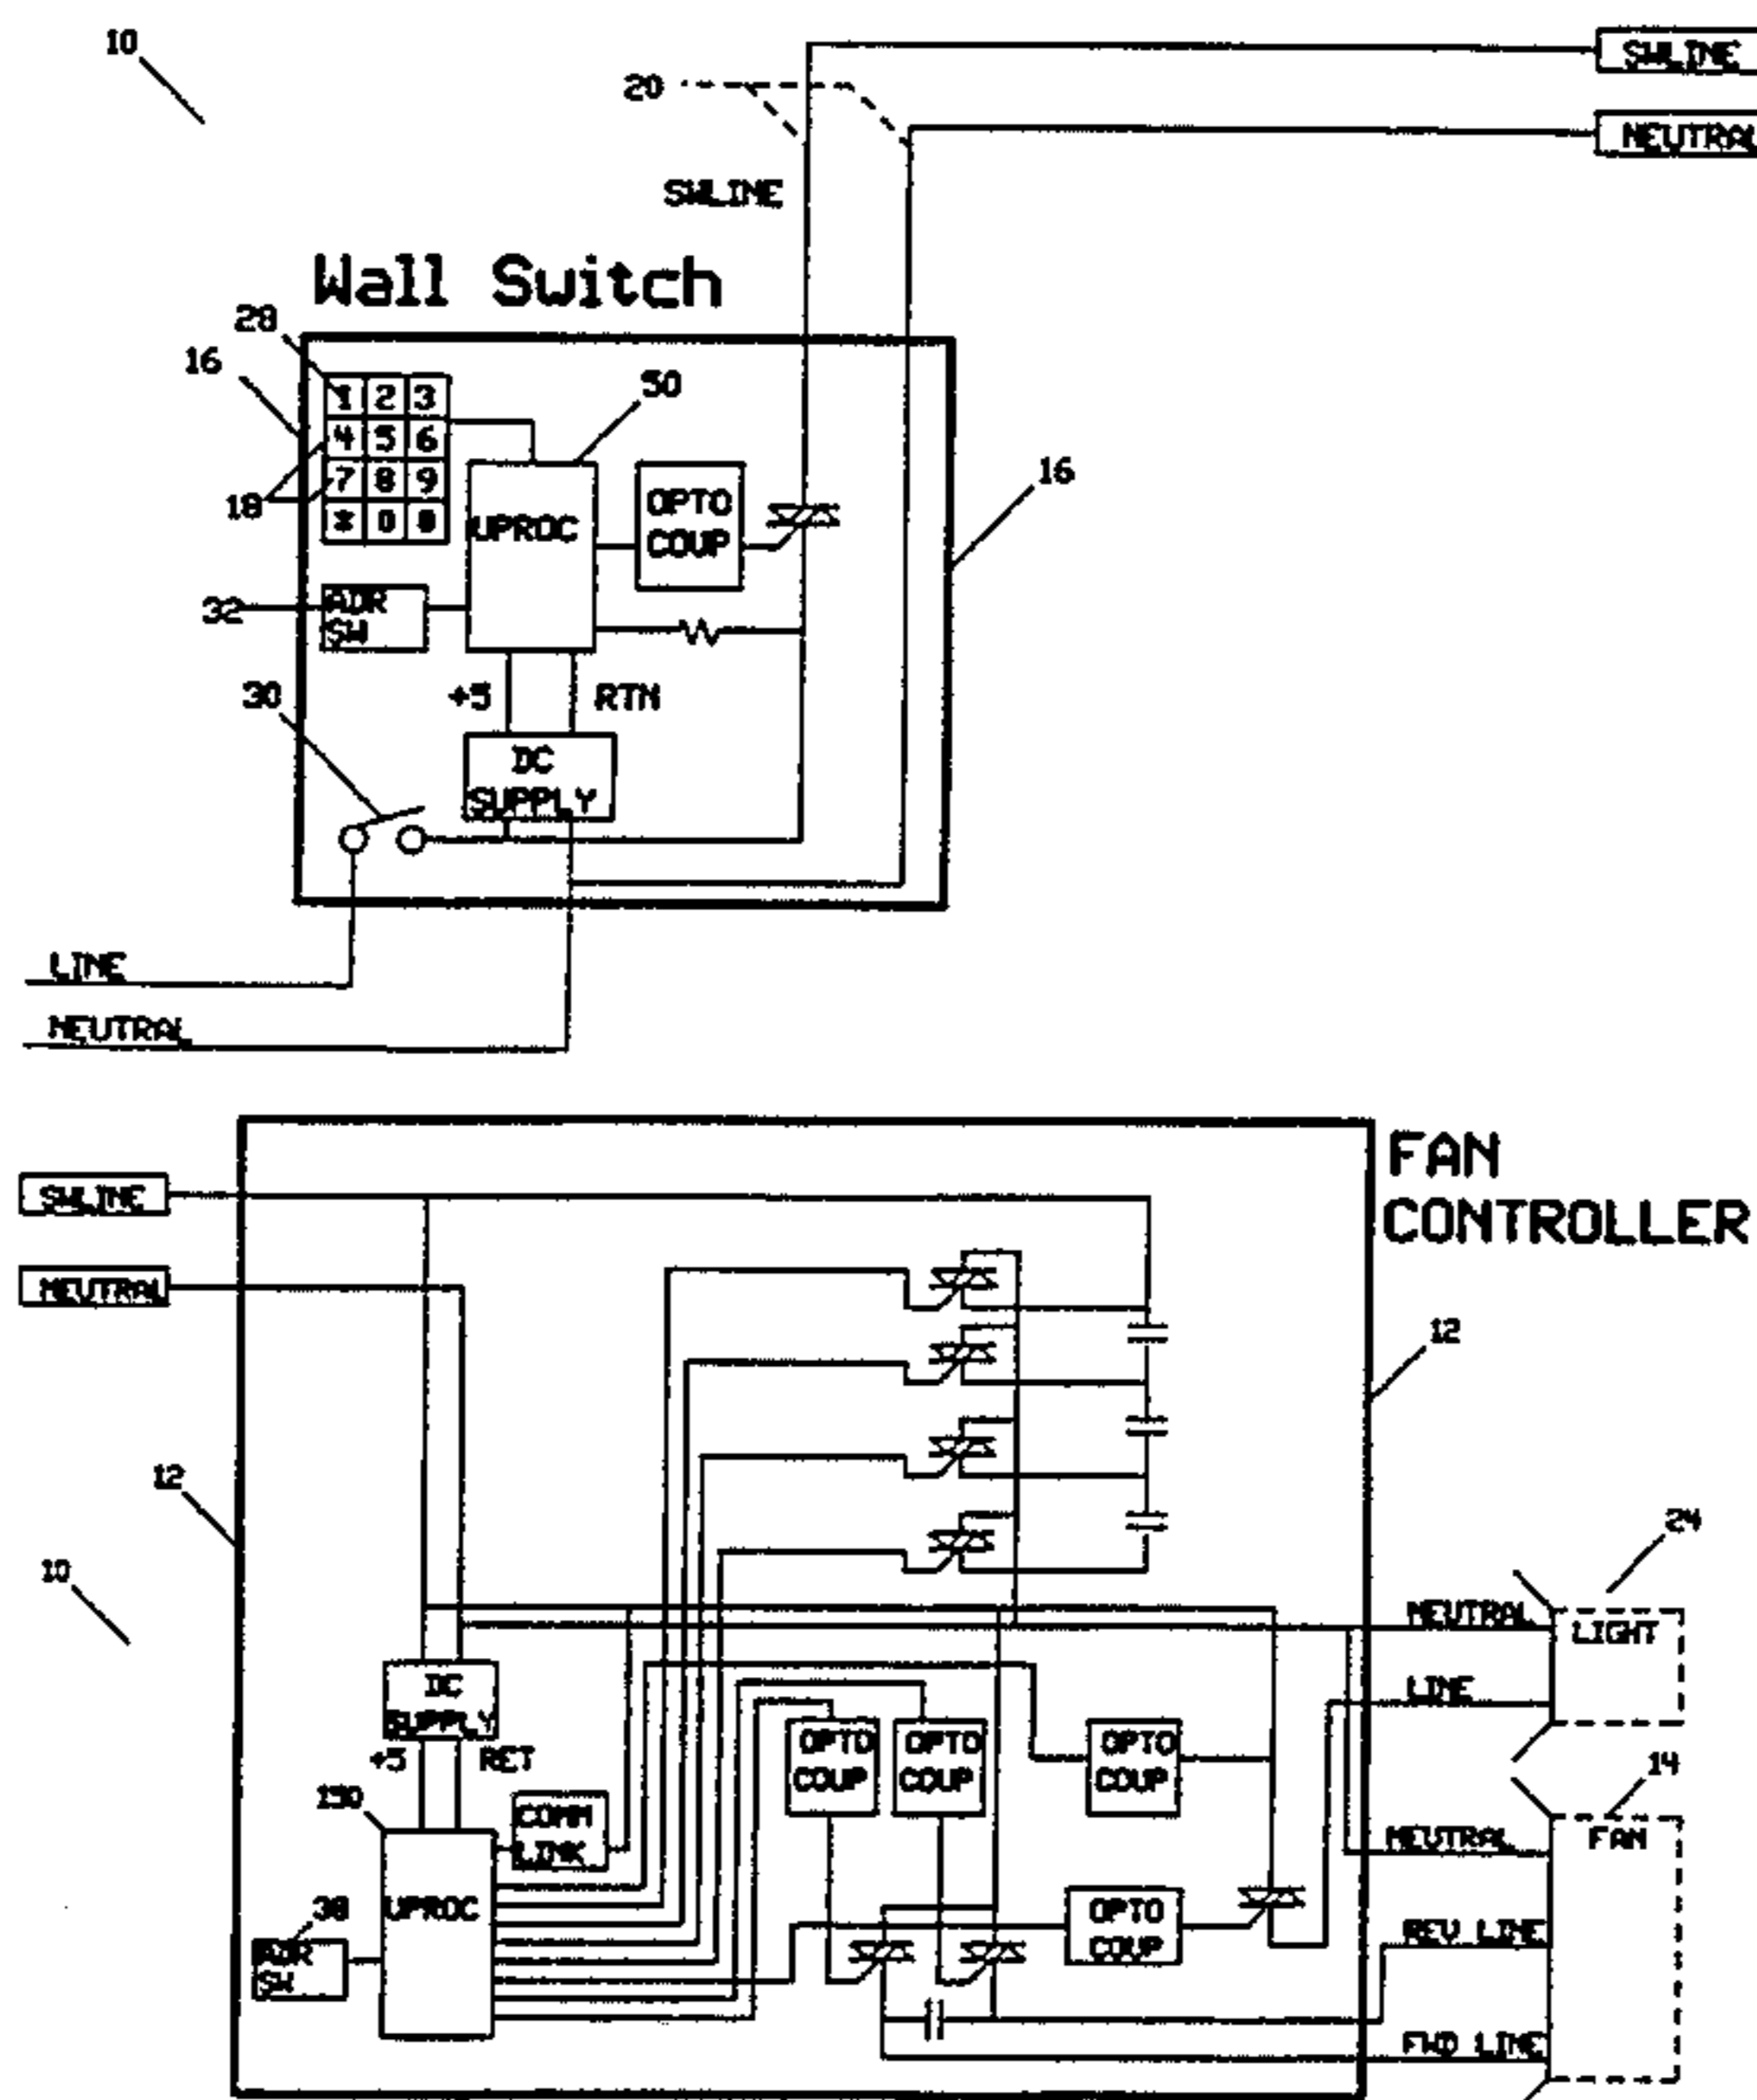 10
SWLINE
20
NEUTRAL
SWLINE
Wall Switch
28
16
50
1 2 3
4 5 6
7 8 9
* 0 #
18
16
UPROC
OPTO
COUP
32
ADR
SW
30
+5
RTN
DC
SUPPLY
LINE
NEUTRAL
FAN
CONTROLLER
SWLINE
NEUTRAL
12
12
10
24
NEUTRAL
LIGHT
LINE
DC
SUPPLY
+5
RET
OPTO
COUP
OPTO
COUP
OPTO
COUP
14
150
COMM
LINK
NEUTRAL
FAN
UPROC
38
ADR
SW
OPTO
COUP
REV LINE
FWD LINE